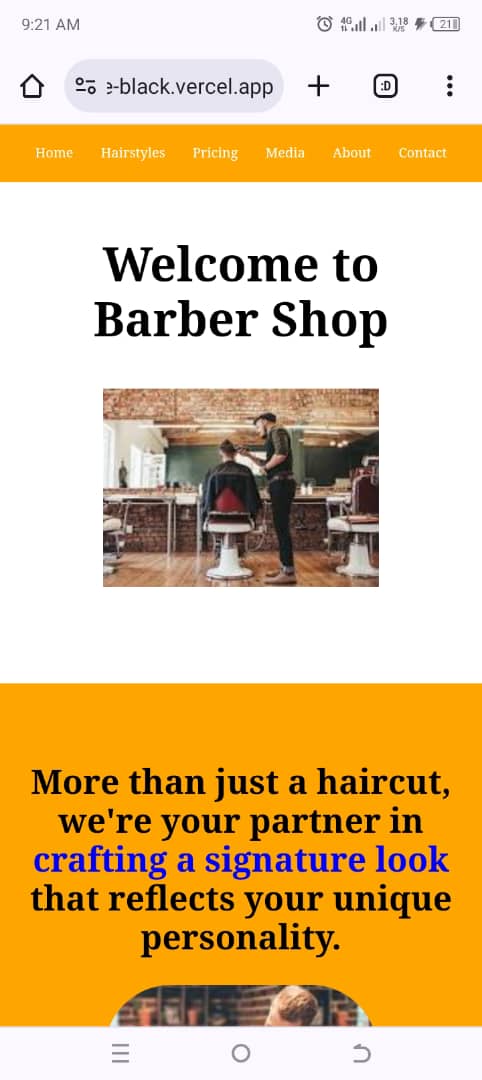 9:21 AM 4G 3.18 K/S 21
e-black.vercel.app :D
Home Hairstyles Pricing Media About Contact
Welcome to
Barber Shop
More than just a haircut,
we're your partner in
crafting a signature look
that reflects your unique
personality.